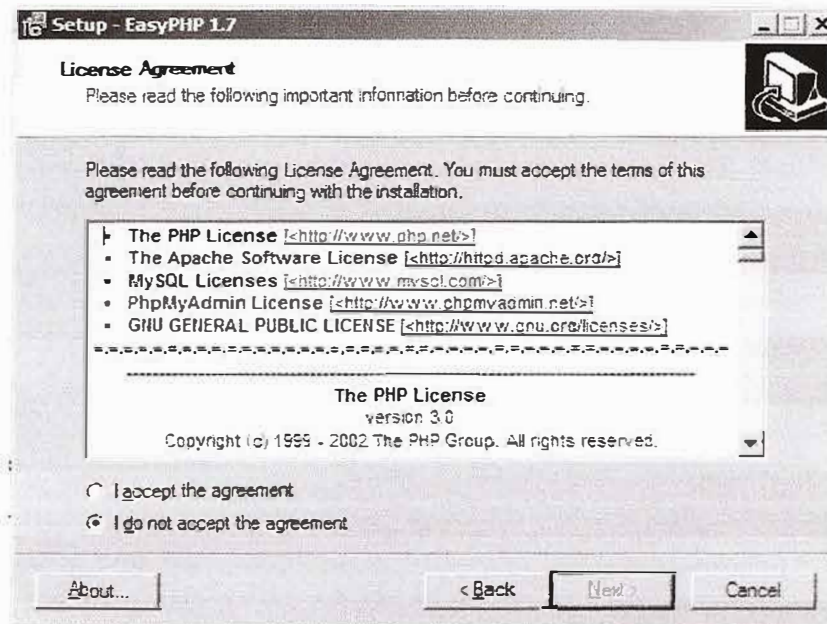 Setup - EasyPHP 1.7
License Agreement
Please read the following important information before continuing.
Please read the following License Agreement. You must accept the terms of this
agreement before continuing with the installation.
The PHP License [<http://www.php.net/>]
The Apache Software License [<http://httpd.apache.org/>]
MySQL Licenses [<http://www.mysql.com/>]
PhpMyAdmin License [<http://www.phpmyadmin.net/>]
GNU GENERAL PUBLIC LICENSE [<http://www.gnu.org/licenses/>]
The PHP License
version 3.0
Copyright (c) 1999 - 2002 The PHP Group. All rights reserved.
I accept the agreement
I do not accept the agreement
About...
< Back
Next >
Cancel